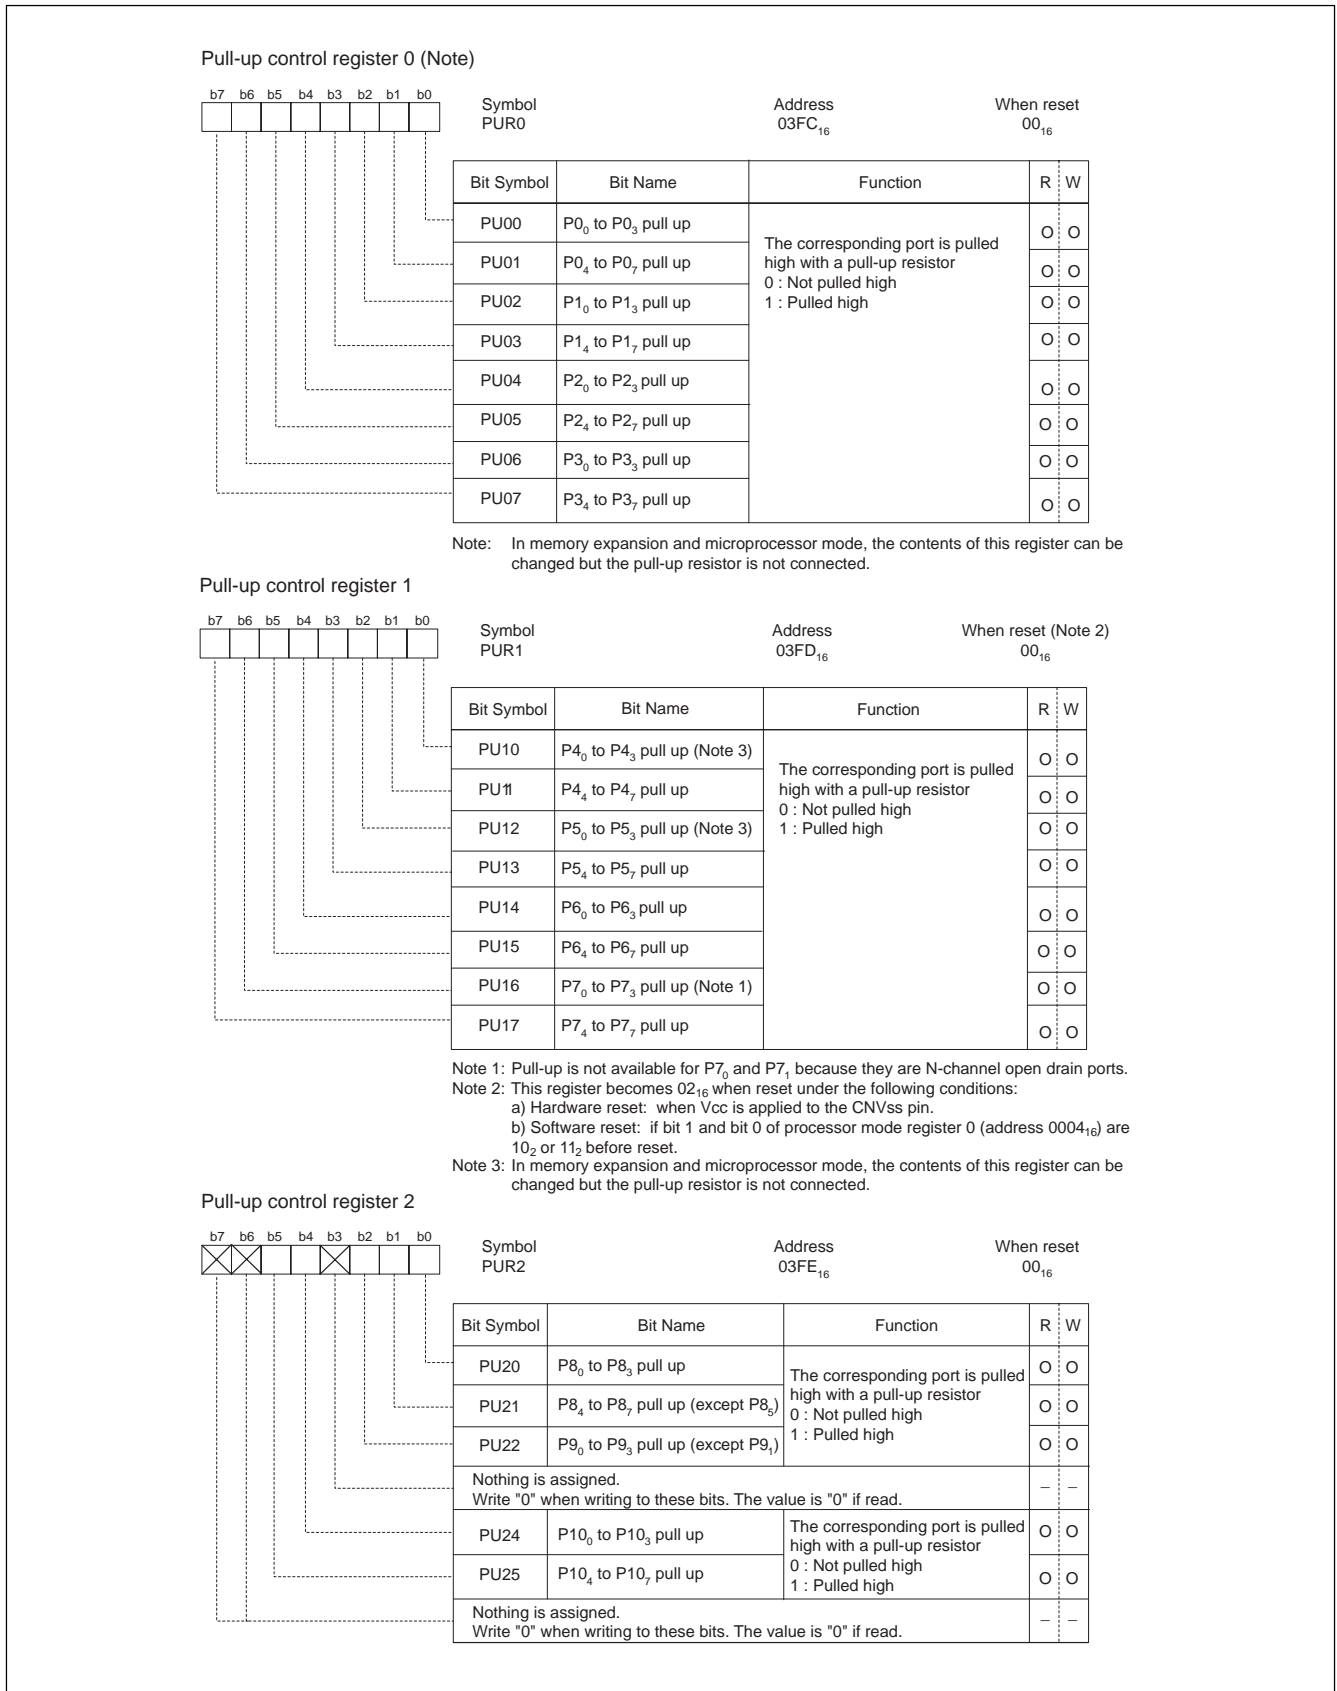 Pull-up control register 0 (Note)
b7 b6 b5 b4 b3 b2 b1 b0
Symbol Address When reset
PUR0 03FC₁₆ 00₁₆
Bit Symbol Bit Name Function R W
PU00 P0₀ to P0₃ pull up O O
The corresponding port is pulled
high with a pull-up resistor
0 : Not pulled high
1 : Pulled high
PU01 P0₄ to P0₇ pull up O O
PU02 P1₀ to P1₃ pull up O O
PU03 P1₄ to P1₇ pull up O O
PU04 P2₀ to P2₃ pull up O O
PU05 P2₄ to P2₇ pull up O O
PU06 P3₀ to P3₃ pull up O O
PU07 P3₄ to P3₇ pull up O O
Note: In memory expansion and microprocessor mode, the contents of this register can be
changed but the pull-up resistor is not connected.
Pull-up control register 1
b7 b6 b5 b4 b3 b2 b1 b0
Symbol Address When reset (Note 2)
PUR1 03FD₁₆ 00₁₆
Bit Symbol Bit Name Function R W
PU10 P4₀ to P4₃ pull up (Note 3) O O
The corresponding port is pulled
high with a pull-up resistor
0 : Not pulled high
1 : Pulled high
PU11 P4₄ to P4₇ pull up O O
PU12 P5₀ to P5₃ pull up (Note 3) O O
PU13 P5₄ to P5₇ pull up O O
PU14 P6₀ to P6₃ pull up O O
PU15 P6₄ to P6₇ pull up O O
PU16 P7₀ to P7₃ pull up (Note 1) O O
PU17 P7₄ to P7₇ pull up O O
Note 1: Pull-up is not available for P7₀ and P7₁ because they are N-channel open drain ports.
Note 2: This register becomes 02₁₆ when reset under the following conditions:
a) Hardware reset: when Vcc is applied to the CNVss pin.
b) Software reset: if bit 1 and bit 0 of processor mode register 0 (address 0004₁₆) are
10₂ or 11₂ before reset.
Note 3: In memory expansion and microprocessor mode, the contents of this register can be
changed but the pull-up resistor is not connected.
Pull-up control register 2
b7 b6 b5 b4 b3 b2 b1 b0
Symbol Address When reset
PUR2 03FE₁₆ 00₁₆
Bit Symbol Bit Name Function R W
PU20 P8₀ to P8₃ pull up O O
The corresponding port is pulled
high with a pull-up resistor
0 : Not pulled high
1 : Pulled high
PU21 P8₄ to P8₇ pull up (except P8₅) O O
PU22 P9₀ to P9₃ pull up (except P9₁) O O
Nothing is assigned.
Write "0" when writing to these bits. The value is "0" if read. – –
PU24 P10₀ to P10₃ pull up O O
The corresponding port is pulled
high with a pull-up resistor
0 : Not pulled high
1 : Pulled high
PU25 P10₄ to P10₇ pull up O O
Nothing is assigned.
Write "0" when writing to these bits. The value is "0" if read. – –